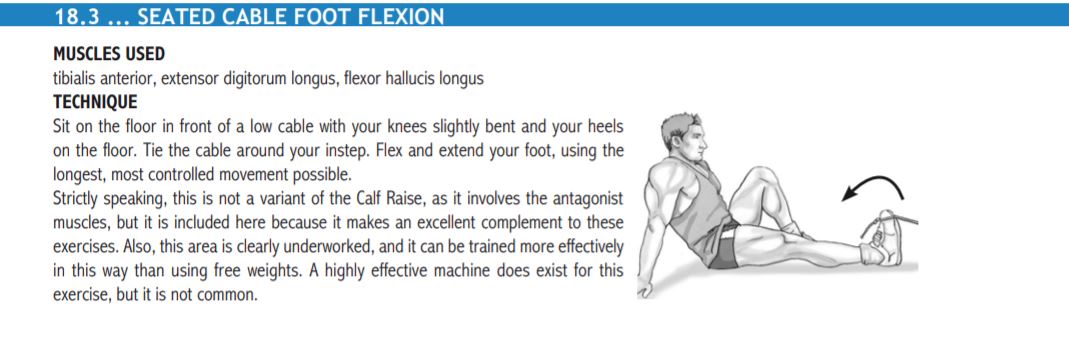 18.3 ... SEATED CABLE FOOT FLEXION
MUSCLES USED
tibialis anterior, extensor digitorum longus, flexor hallucis longus
TECHNIQUE
Sit on the floor in front of a low cable with your knees slightly bent and your heels
on the floor. Tie the cable around your instep. Flex and extend your foot, using the
longest, most controlled movement possible.
Strictly speaking, this is not a variant of the Calf Raise, as it involves the antagonist
muscles, but it is included here because it makes an excellent complement to these
exercises. Also, this area is clearly underworked, and it can be trained more effectively
in this way than using free weights. A highly effective machine does exist for this
exercise, but it is not common.